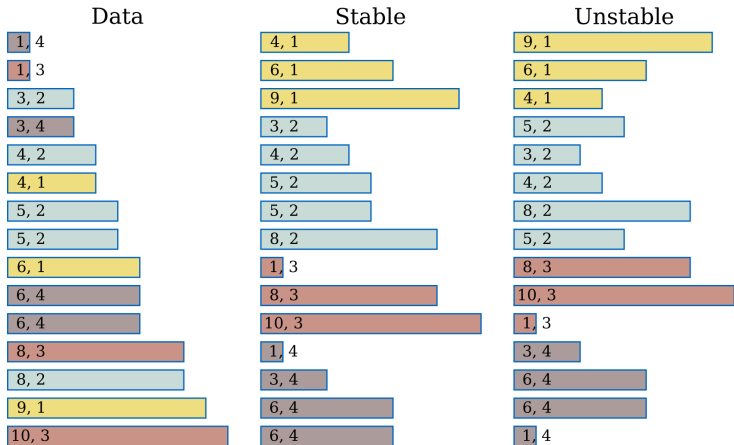 Data Stable Unstable
1, 4 4, 1 9, 1
1, 3 6, 1 6, 1
3, 2 9, 1 4, 1
3, 4 3, 2 5, 2
4, 2 4, 2 3, 2
4, 1 5, 2 4, 2
5, 2 5, 2 8, 2
5, 2 8, 2 5, 2
6, 1 1, 3 8, 3
6, 4 8, 3 10, 3
6, 4 10, 3 1, 3
8, 3 1, 4 3, 4
8, 2 3, 4 6, 4
9, 1 6, 4 6, 4
10, 3 6, 4 1, 4